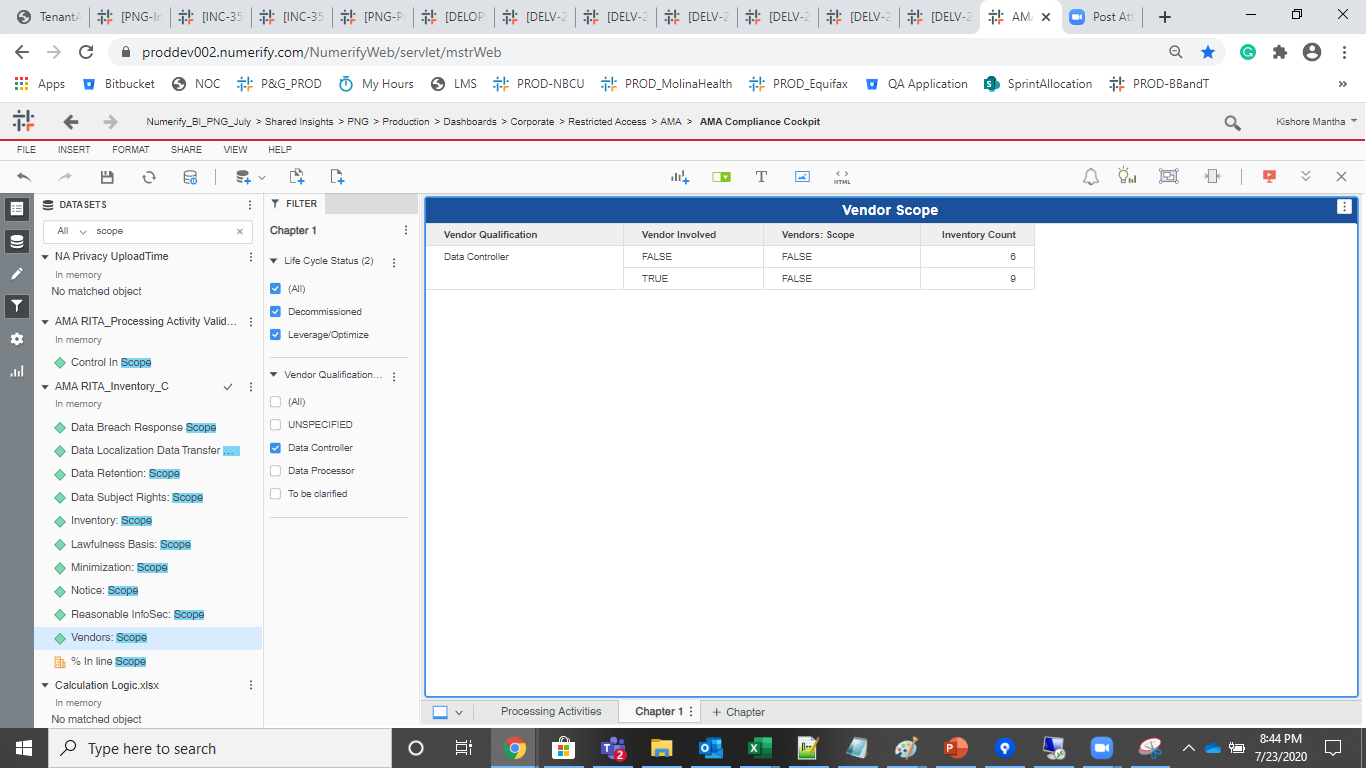 TenantA
[PNG-In
[INC-35
[INC-35
[PNG-P
[DELOP
[DELV-2
[DELV-2
[DELV-2
[DELV-2
[DELV-2
[DELV-2
AMA
Post Att
proddev002.numerify.com/NumerifyWeb/servlet/mstrWeb
Apps Bitbucket NOC P&G_PROD My Hours LMS PROD-NBCU PROD_MolinaHealth PROD_Equifax QA Application SprintAllocation PROD-BBandT »
Numerify_BI_PNG_July > Shared Insights > PNG > Production > Dashboards > Corporate > Restricted Access > AMA > AMA Compliance Cockpit
Kishore Mantha
FILE INSERT FORMAT SHARE VIEW HELP
HTML
DATASETS
All scope
NA Privacy UploadTime
In memory
No matched object
AMA RITA_Processing Activity Valid...
In memory
Control In Scope
AMA RITA_Inventory_C
In memory
Data Breach Response Scope
Data Localization Data Transfer ...
Data Retention: Scope
Data Subject Rights: Scope
Inventory: Scope
Lawfulness Basis: Scope
Minimization: Scope
Notice: Scope
Reasonable InfoSec: Scope
Vendors: Scope
% In line Scope
Calculation Logic.xlsx
In memory
No matched object
FILTER
Chapter 1
Life Cycle Status (2)
(All)
Decommissioned
Leverage/Optimize
Vendor Qualification...
(All)
UNSPECIFIED
Data Controller
Data Processor
To be clarified
Vendor Scope
Vendor Qualification Vendor Involved Vendors: Scope Inventory Count
Data Controller FALSE FALSE 6
TRUE FALSE 9
Processing Activities Chapter 1 + Chapter
Type here to search
2
8:44 PM
7/23/2020